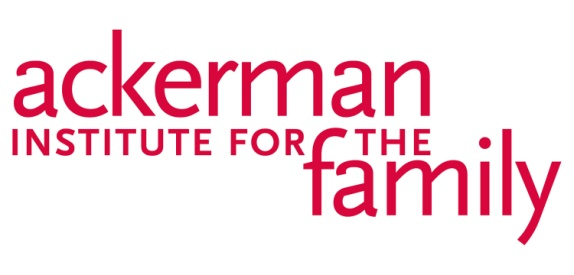 ackerman
INSTITUTE FOR THE
family